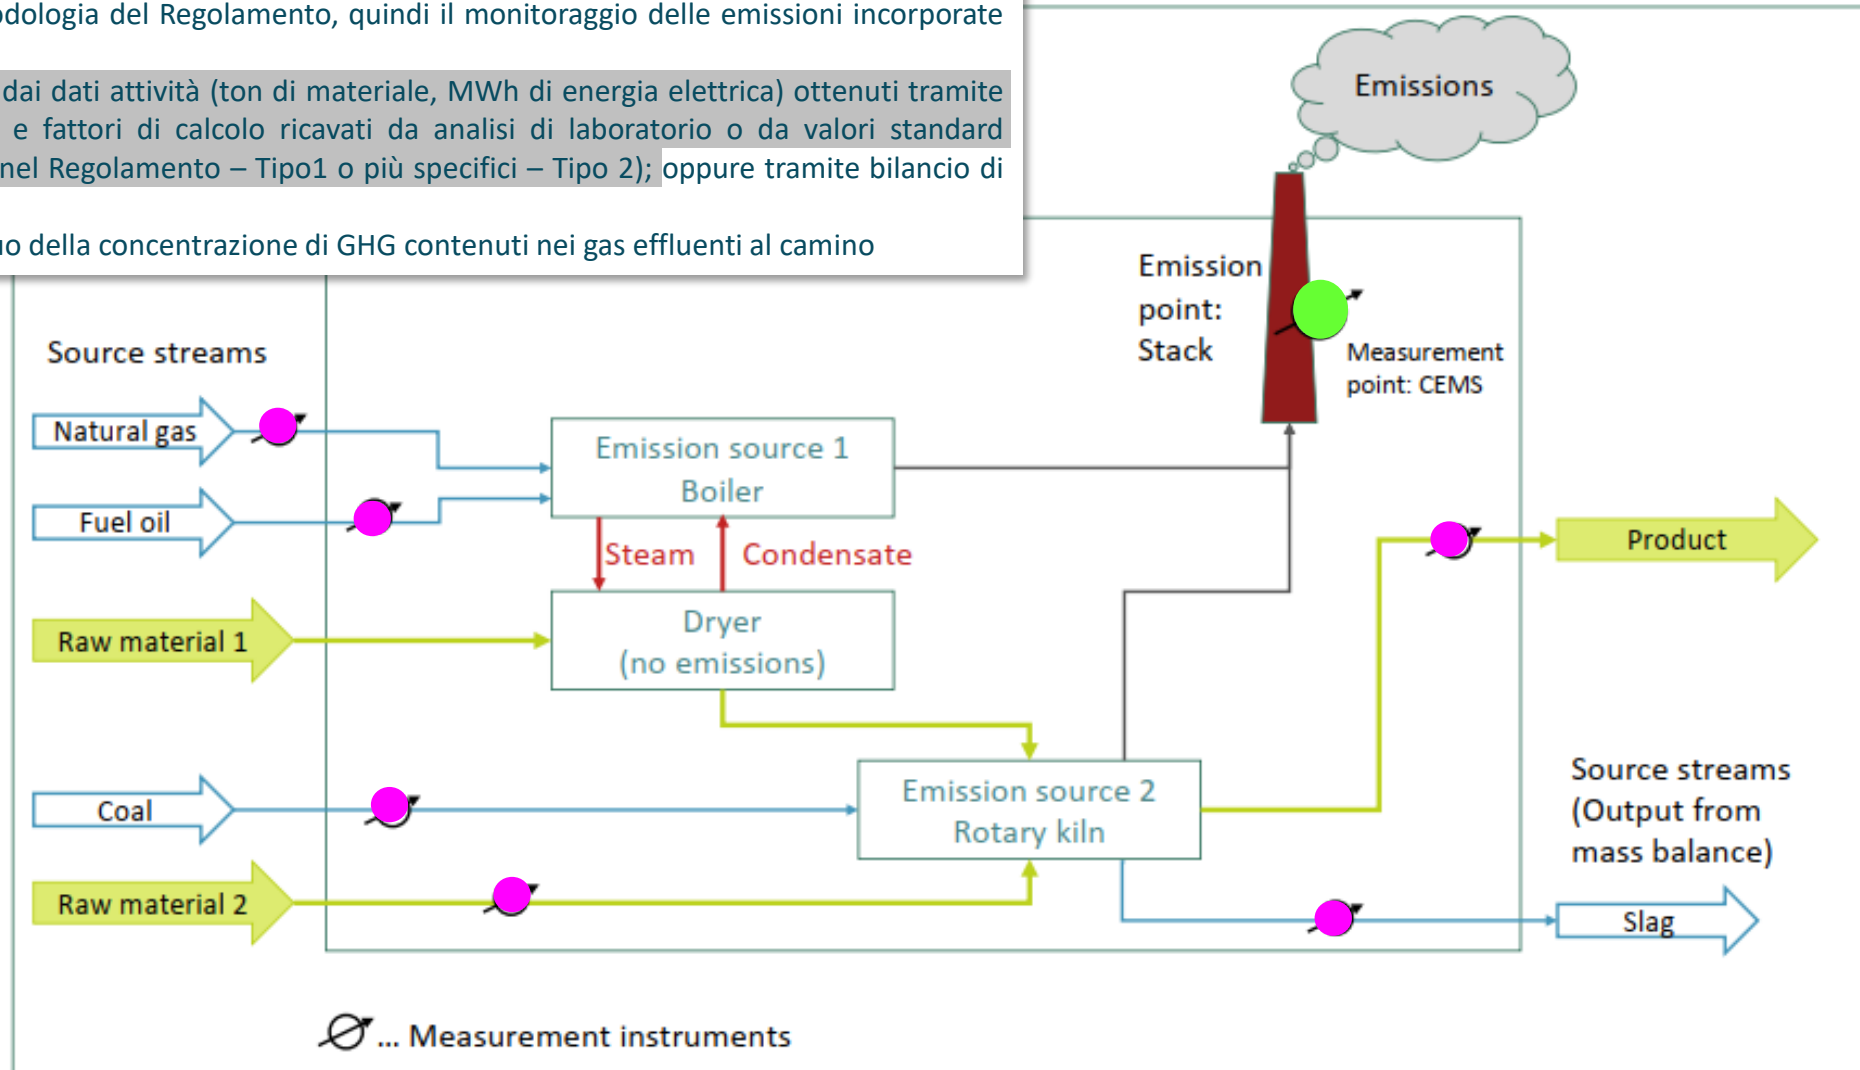 odologia del Regolamento, quindi il monitoraggio delle emissioni incorporate
dai dati attività (ton di materiale, MWh di energia elettrica) ottenuti tramite
e fattori di calcolo ricavati da analisi di laboratorio o da valori standard
nel Regolamento – Tipo1 o più specifici – Tipo 2); oppure tramite bilancio di
uo della concentrazione di GHG contenuti nei gas effluenti al camino
Emissions
Emission
point:
Stack
Measurement
point: CEMS
Source streams
Natural gas
Fuel oil
Raw material 1
Coal
Raw material 2
Emission source 1
Boiler
Steam
Condensate
Dryer
(no emissions)
Emission source 2
Rotary kiln
Product
Source streams
(Output from
mass balance)
Slag
... Measurement instruments